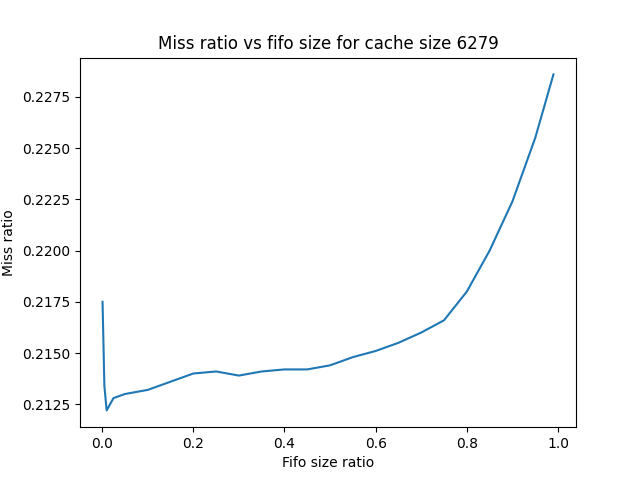 Miss ratio vs fifo size for cache size 6279
0.2275
0.2250
0.2225
0.2200
0.2175
0.2150
0.2125
Miss ratio
0.0 0.2 0.4 0.6 0.8 1.0
Fifo size ratio